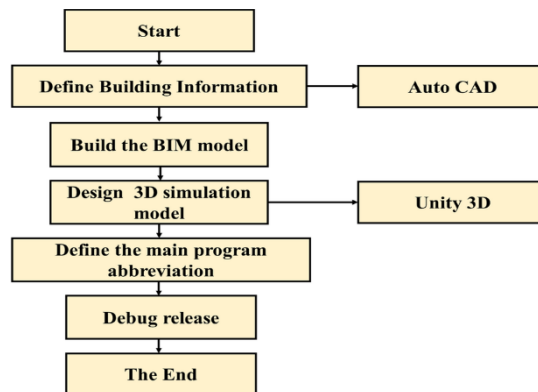 Start
Define Building Information
Auto CAD
Build the BIM model
Design 3D simulation
model
Unity 3D
Define the main program
abbreviation
Debug release
The End